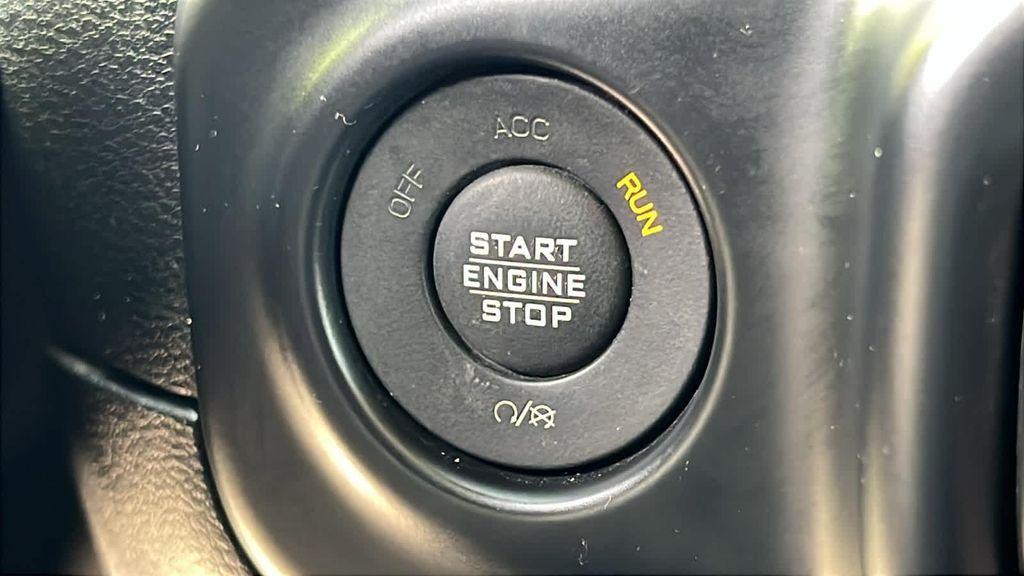 ACC
OFF
RUN
START
ENGINE
STOP